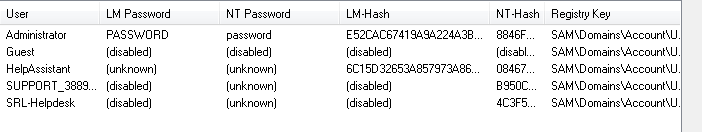 User LM Password NT Password LM-Hash NT-Hash Registry Key
Administrator PASSWORD password E52CAC67419A9A224A3B... 8846F... SAM\Domains\Account\U...
Guest (disabled) (disabled) (disabled) (disabl... SAM\Domains\Account\U...
HelpAssistant (unknown) (unknown) 6C15D32653A857973A86... 08467... SAM\Domains\Account\U...
SUPPORT_3889... (disabled) (unknown) (disabled) B950C... SAM\Domains\Account\U...
SRL-Helpdesk (disabled) (unknown) (disabled) 4C3F5... SAM\Domains\Account\U...